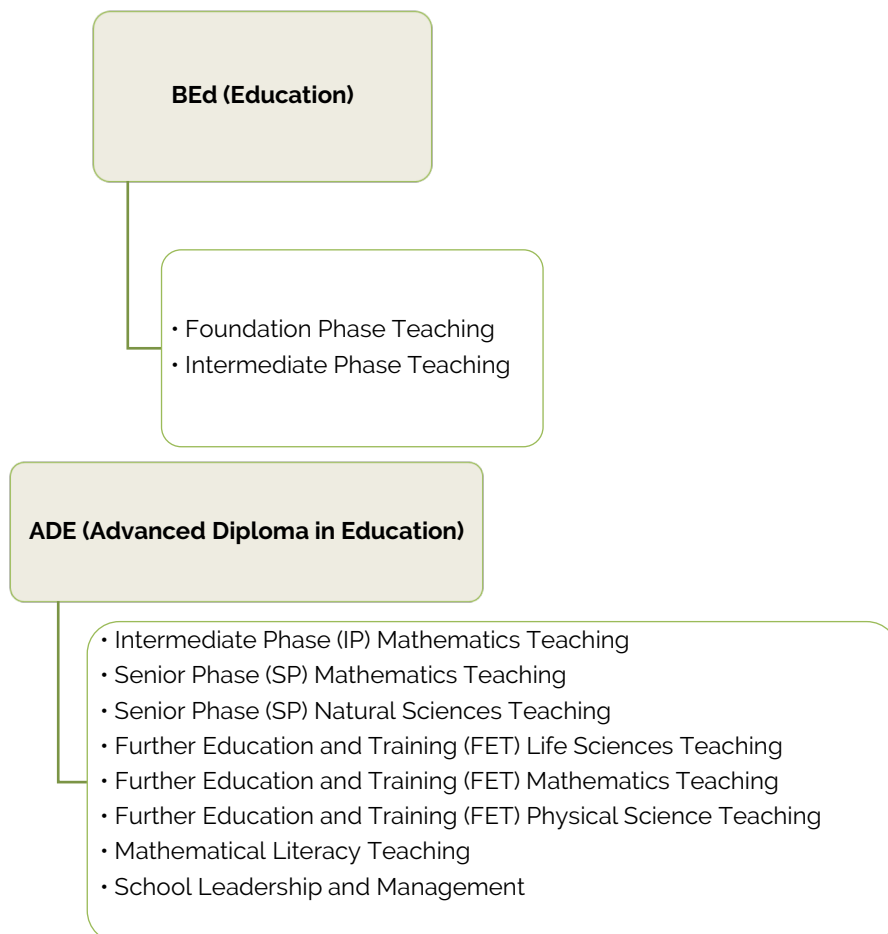 BEd (Education)
• Foundation Phase Teaching
• Intermediate Phase Teaching
ADE (Advanced Diploma in Education)
• Intermediate Phase (IP) Mathematics Teaching
• Senior Phase (SP) Mathematics Teaching
• Senior Phase (SP) Natural Sciences Teaching
• Further Education and Training (FET) Life Sciences Teaching
• Further Education and Training (FET) Mathematics Teaching
• Further Education and Training (FET) Physical Science Teaching
• Mathematical Literacy Teaching
• School Leadership and Management